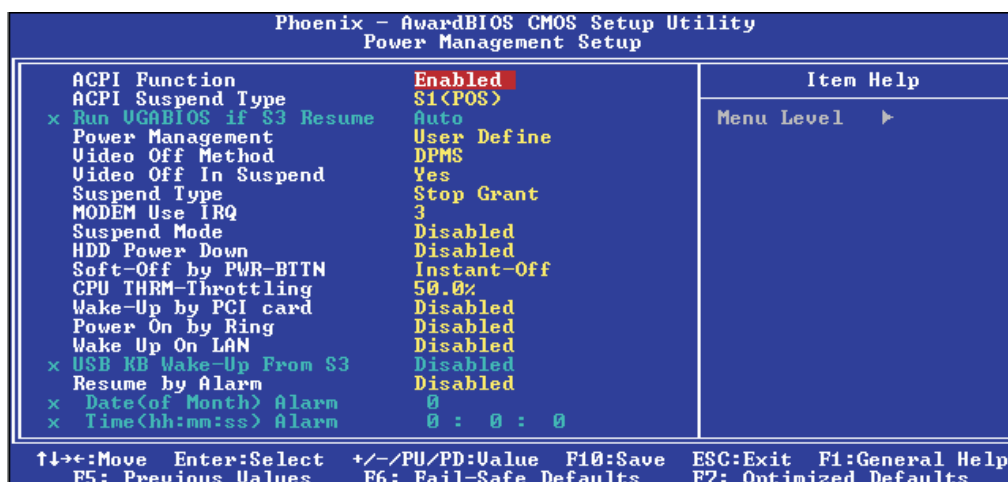 Phoenix - AwardBIOS CMOS Setup Utility
Power Management Setup
ACPI Function Enabled
ACPI Suspend Type S1(POS)
x Run VGABIOS if S3 Resume Auto
Power Management User Define
Video Off Method DPMS
Video Off In Suspend Yes
Suspend Type Stop Grant
MODEM Use IRQ 3
Suspend Mode Disabled
HDD Power Down Disabled
Soft-Off by PWR-BTTN Instant-Off
CPU THRM-Throttling 50.0%
Wake-Up by PCI card Disabled
Power On by Ring Disabled
Wake Up On LAN Disabled
x USB KB Wake-Up From S3 Disabled
Resume by Alarm Disabled
x Date(of Month) Alarm 0
x Time(hh:mm:ss) Alarm 0 : 0 : 0
Item Help
Menu Level ►
↑↓→←:Move Enter:Select +/-/PU/PD:Value F10:Save ESC:Exit F1:General Help
F5: Previous Values F6: Fail-Safe Defaults F7: Optimized Defaults